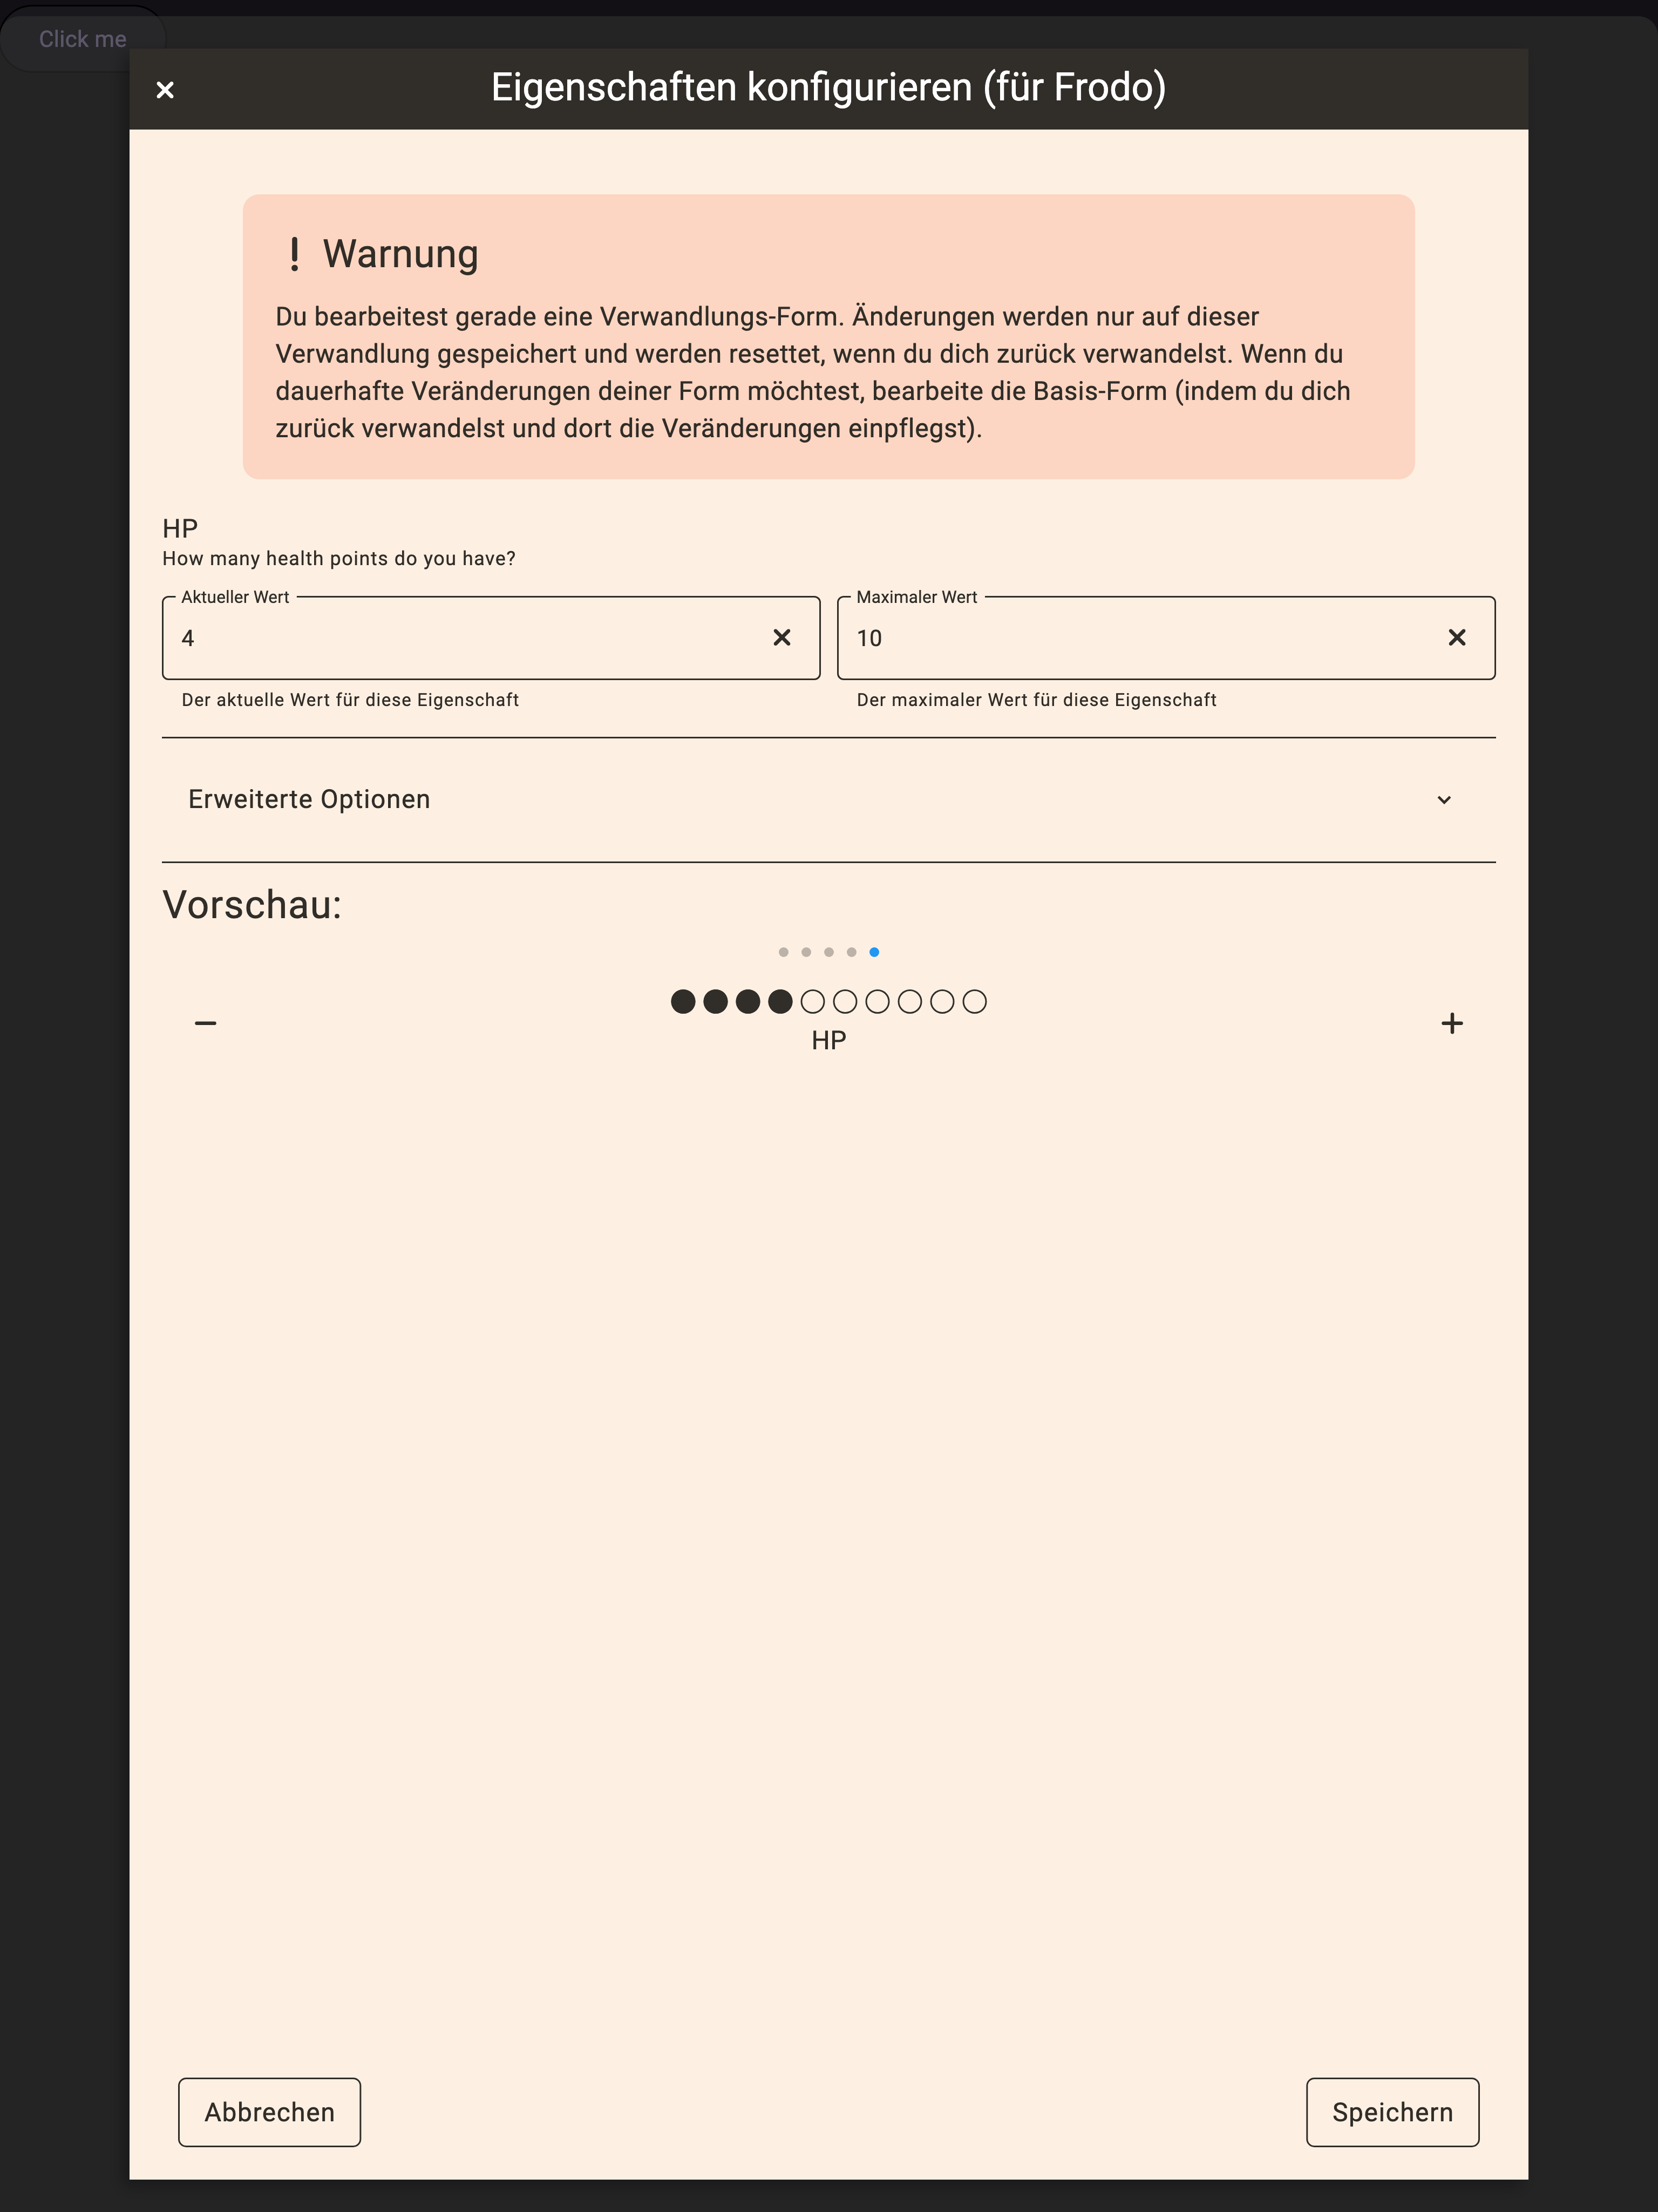 Click me
Eigenschaften konfigurieren (für Frodo)
Warnung
Du bearbeitest gerade eine Verwandlungs-Form. Änderungen werden nur auf dieser
Verwandlung gespeichert und werden resettet, wenn du dich zurück verwandelst. Wenn du
dauerhafte Veränderungen deiner Form möchtest, bearbeite die Basis-Form (indem du dich
zurück verwandelst und dort die Veränderungen einpflegst).
HP
How many health points do you have?
Aktueller Wert
4
Der aktuelle Wert für diese Eigenschaft
Maximaler Wert
10
Der maximaler Wert für diese Eigenschaft
Erweiterte Optionen
Vorschau:
HP
Abbrechen
Speichern